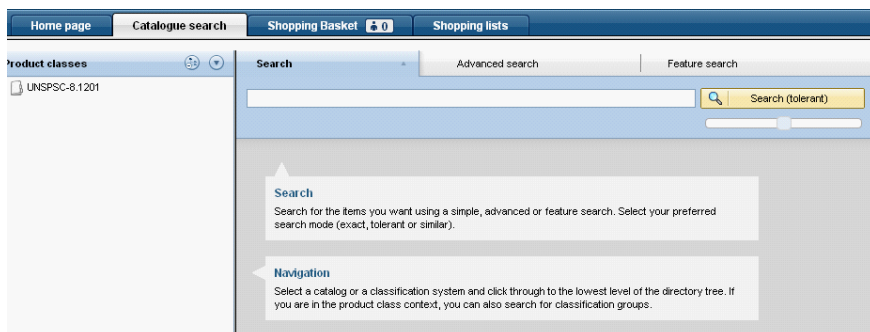 Home page
Catalogue search
Shopping Basket 0
Shopping lists
Product classes
Search
Advanced search
Feature search
UNSPSC-8.1201
Search (tolerant)
Search
Search for the items you want using a simple, advanced or feature search. Select your preferred
search mode (exact, tolerant or similar).
Navigation
Select a catalog or a classification system and click through to the lowest level of the directory tree. If
you are in the product class context, you can also search for classification groups.